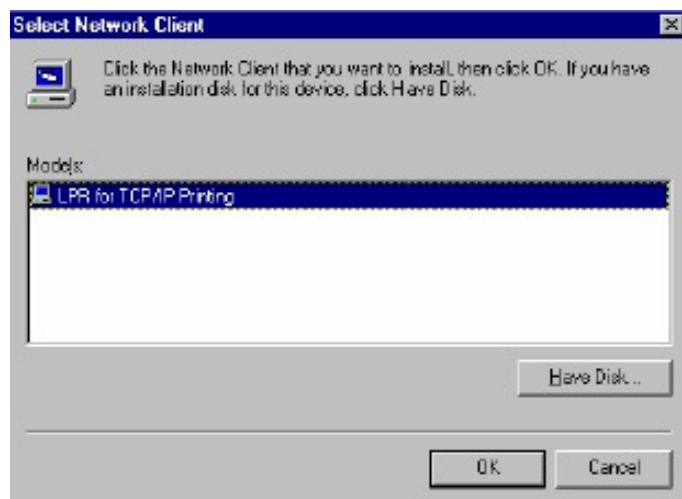 Select Network Client
Click the Network Client that you want to install, then click OK. If you have
an installation disk for this device, click Have Disk.
Models:
LPR for TCP/IP Printing
Have Disk...
OK
Cancel